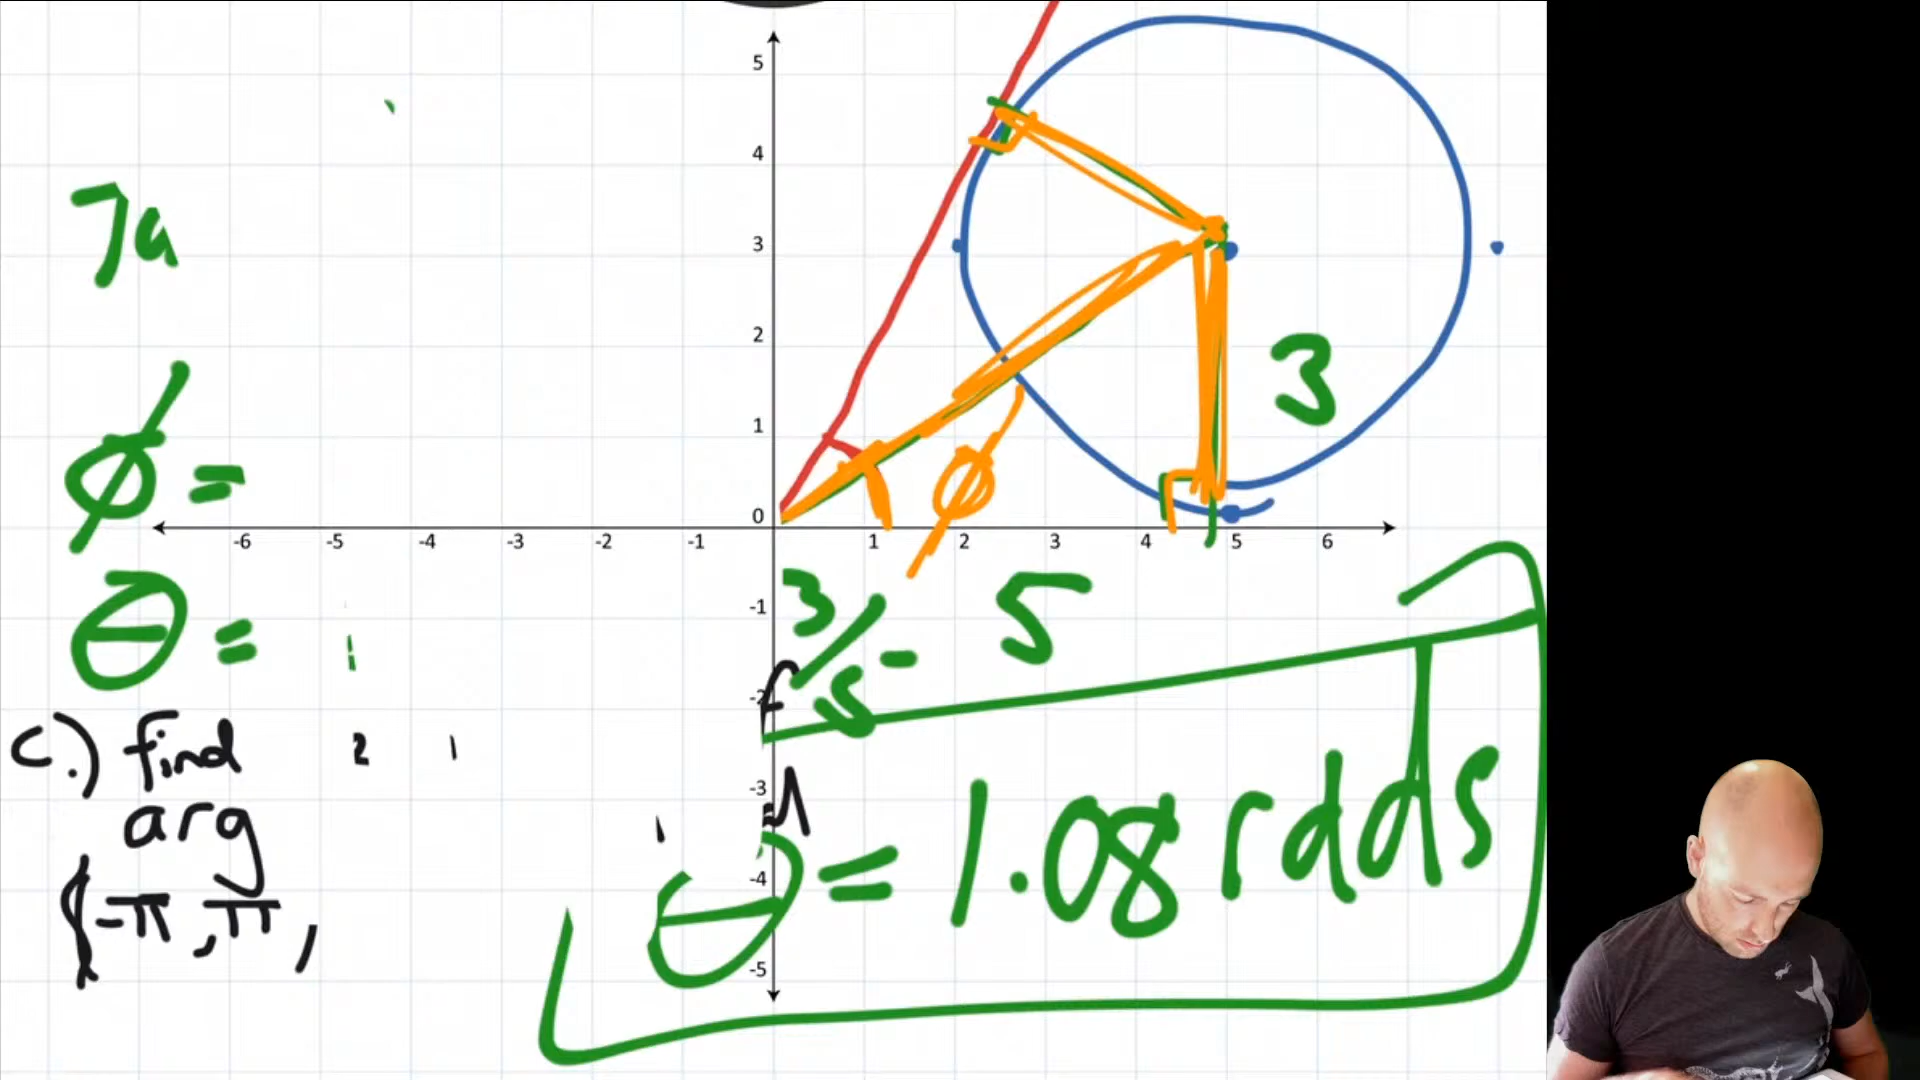 5
4
3
2
1
0
-6 -5 -4 -3 -2 -1 1 2 3 4 5 6
-1
-2
-3
-4
-5
7a
ϕ =
ϕ
3
θ =
3/5 = 5
c.) find
arg
-π, π,
θ = 1.08 rads